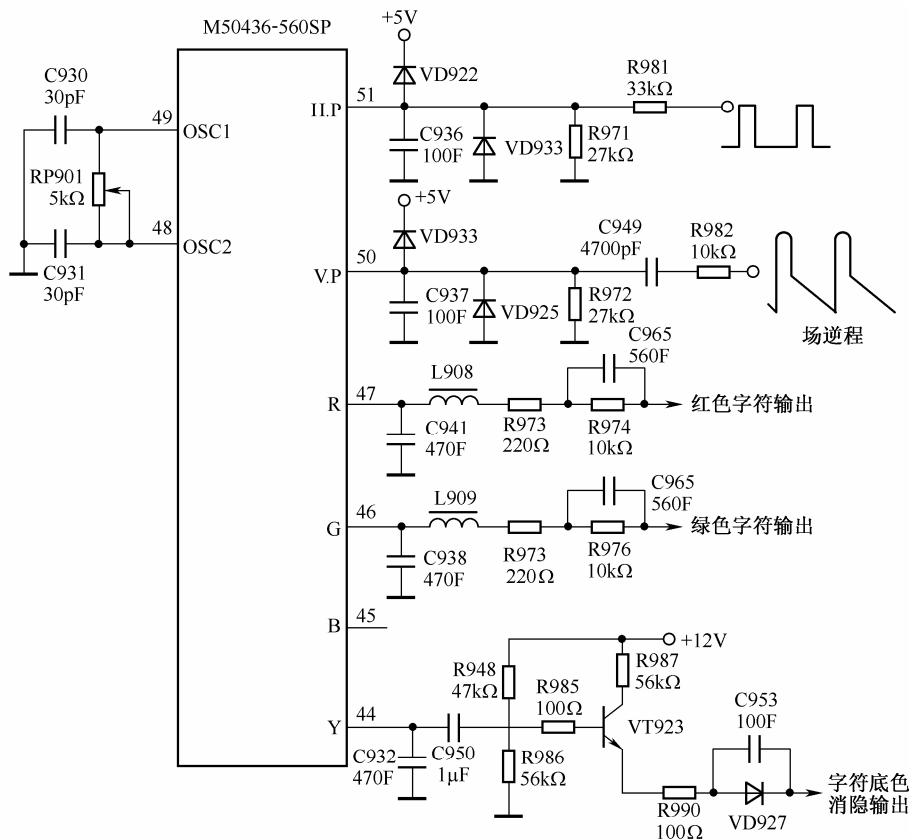 M50436-560SP
+5V
VD922
C930
30pF
49
OSC1
51
H.P
R981
33kΩ
C936
100F
VD933
R971
27kΩ
RP901
5kΩ
+5V
VD933
48
OSC2
C931
30pF
50
V.P
C949
4700pF
R982
10kΩ
C937
100F
VD925
R972
27kΩ
场逆程
C965
560F
L908
R
47
红色字符输出
C941
470F
R973
220Ω
R974
10kΩ
C965
560F
L909
G
46
绿色字符输出
C938
470F
R973
220Ω
R976
10kΩ
B
45
+12V
R948
47kΩ
R987
56kΩ
R985
100Ω
Y
44
VT923
C953
100F
C932
470F
C950
1μF
R986
56kΩ
字符底色
消隐输出
R990
100Ω
VD927